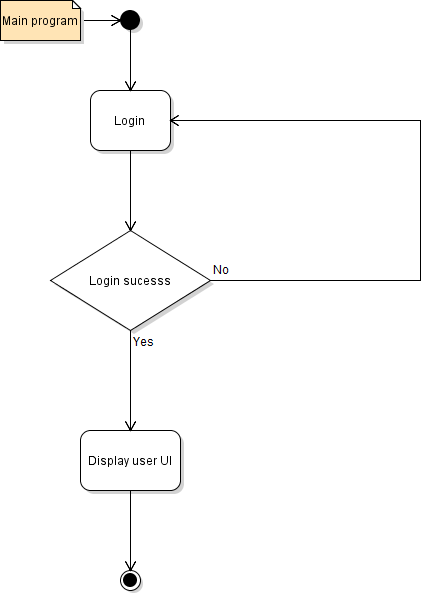 Main program
Login
Login sucesss
No
Yes
Display user UI